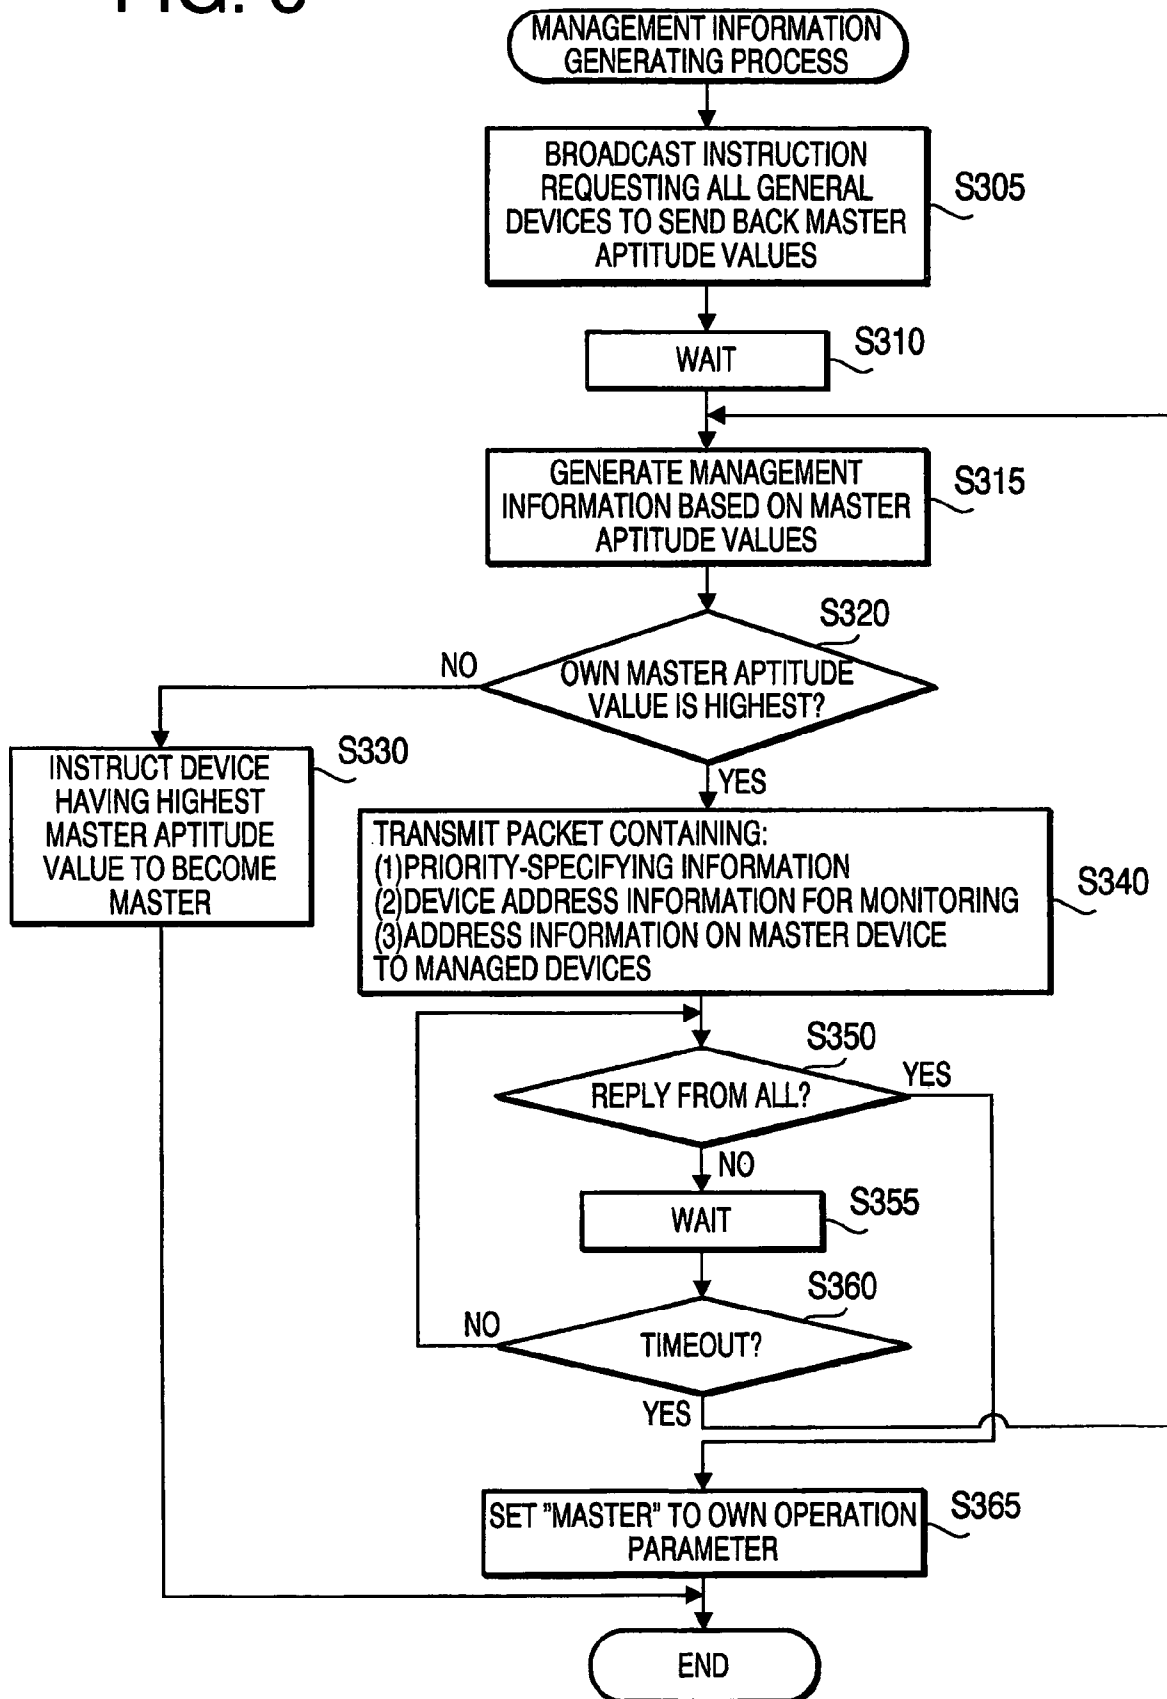 MANAGEMENT INFORMATION
GENERATING PROCESS
BROADCAST INSTRUCTION
REQUESTING ALL GENERAL
DEVICES TO SEND BACK MASTER
APTITUDE VALUES
S305
WAIT
S310
GENERATE MANAGEMENT
INFORMATION BASED ON MASTER
APTITUDE VALUES
S315
S320
OWN MASTER APTITUDE
VALUE IS HIGHEST?
NO
YES
INSTRUCT DEVICE
HAVING HIGHEST
MASTER APTITUDE
VALUE TO BECOME
MASTER
S330
TRANSMIT PACKET CONTAINING:
(1)PRIORITY-SPECIFYING INFORMATION
(2)DEVICE ADDRESS INFORMATION FOR MONITORING
(3)ADDRESS INFORMATION ON MASTER DEVICE
TO MANAGED DEVICES
S340
S350
REPLY FROM ALL?
YES
NO
WAIT
S355
S360
TIMEOUT?
NO
YES
SET "MASTER" TO OWN OPERATION
PARAMETER
S365
END